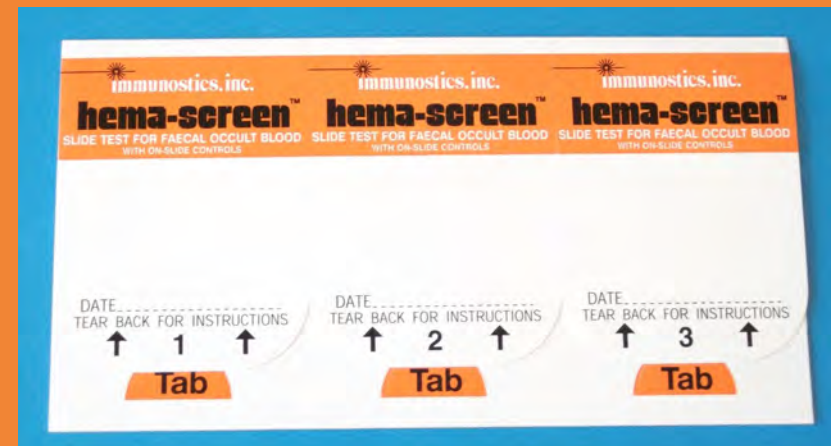 immunostics, inc.
hema-screen™
SLIDE TEST FOR FAECAL OCCULT BLOOD
WITH ON-SLIDE CONTROLS
DATE
TEAR BACK FOR INSTRUCTIONS
↑ 1 ↑
Tab
immunostics, inc.
hema-screen™
SLIDE TEST FOR FAECAL OCCULT BLOOD
WITH ON-SLIDE CONTROLS
DATE
TEAR BACK FOR INSTRUCTIONS
↑ 2 ↑
Tab
immunostics, inc.
hema-screen™
SLIDE TEST FOR FAECAL OCCULT BLOOD
WITH ON-SLIDE CONTROLS
DATE
TEAR BACK FOR INSTRUCTIONS
↑ 3 ↑
Tab